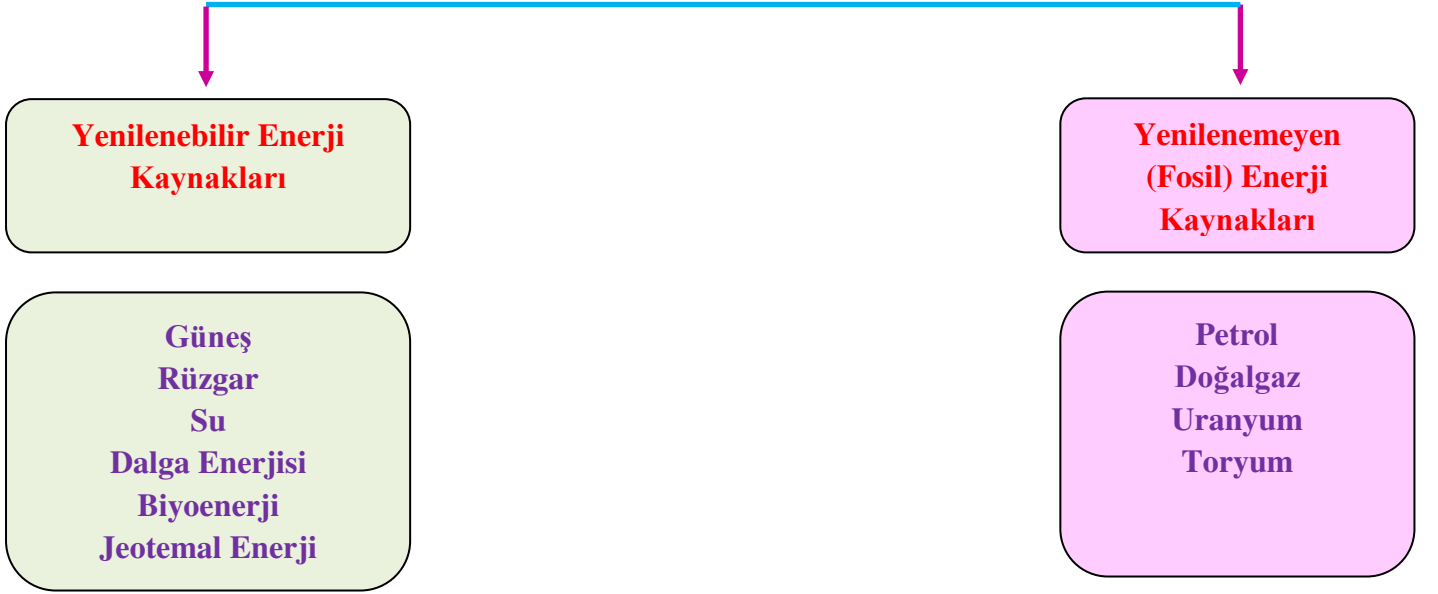 Yenilenebilir Enerji
Kaynakları
Yenilenemeyen
(Fosil) Enerji
Kaynakları
Güneş
Rüzgar
Su
Dalga Enerjisi
Biyoenerji
Jeotemal Enerji
Petrol
Doğalgaz
Uranyum
Toryum